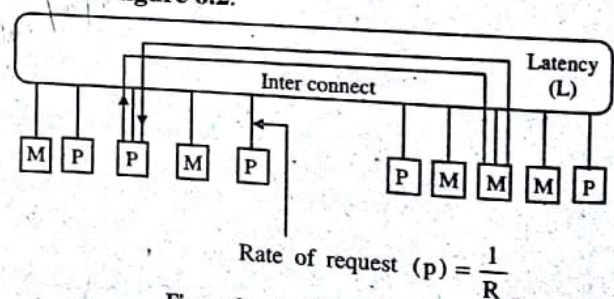 Latency
(L)
Inter connect
M P P M P P M M M P
Rate of request (p) = 1/R